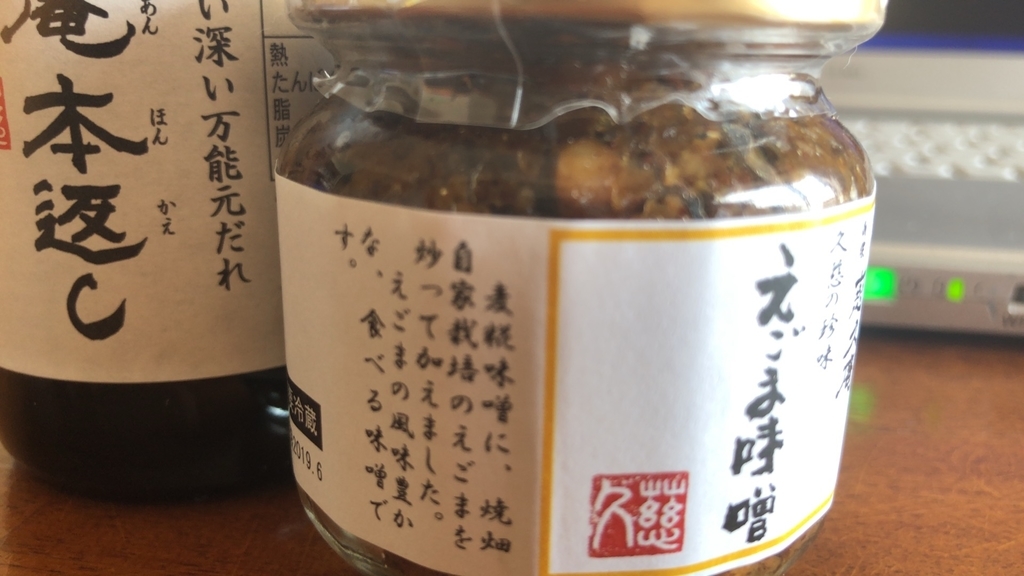 えごま味噌
久慈の珍味
久慈
麦糀味噌に、焼畑
自家栽培のえごまを
炒って加えました。
えごまの風味豊か
な、食べる味噌で
す。
冷蔵
2019.6
い深い万能元だれ
庵本返し
あん
ほん
かえ
熱
たんぱ
脂
炭